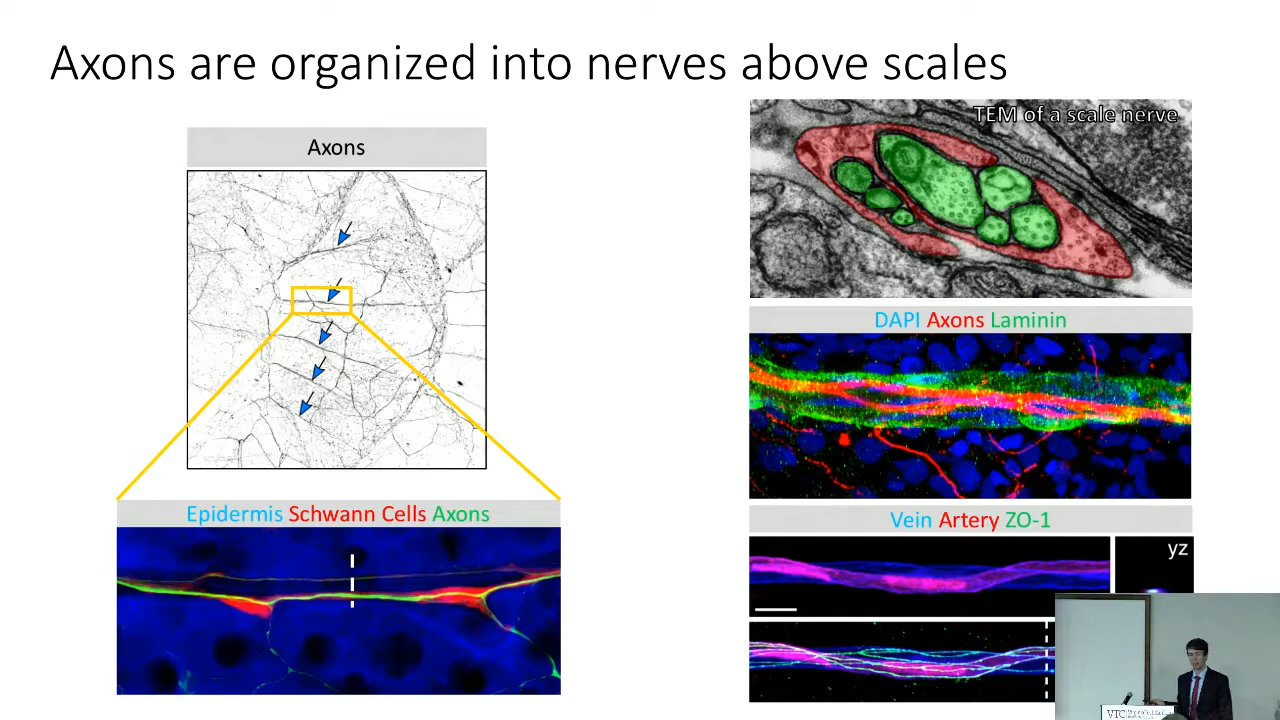 Axons are organized into nerves above scales
Axons
Epidermis Schwann Cells Axons
TEM of a scale nerve
DAPI Axons Laminin
Vein Artery ZO-1
yz
VTC